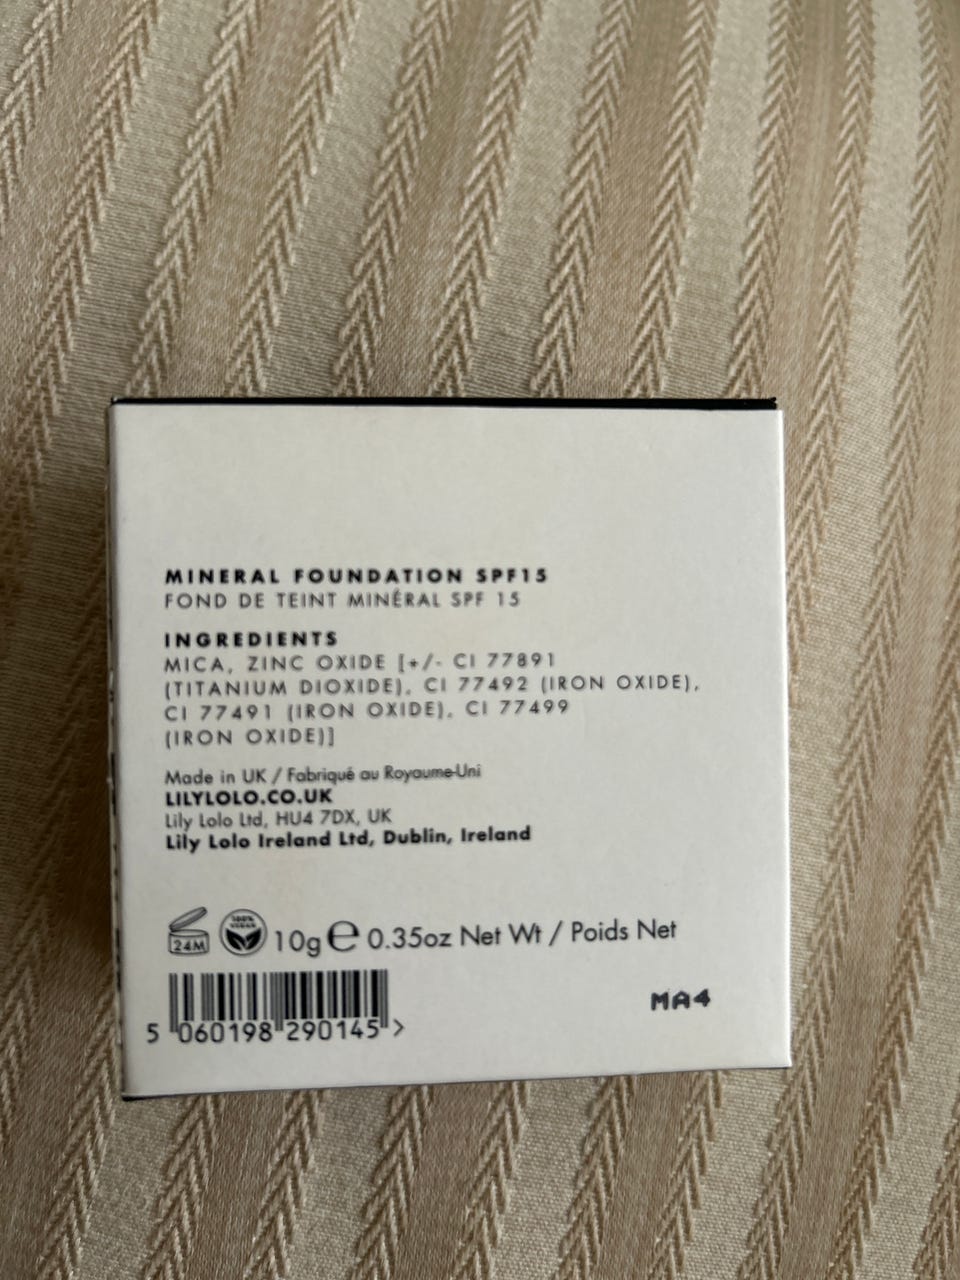 MINERAL FOUNDATION SPF15
FOND DE TEINT MINÉRAL SPF 15
INGREDIENTS
MICA, ZINC OXIDE [+/- CI 77891
(TITANIUM DIOXIDE), CI 77492 (IRON OXIDE),
CI 77491 (IRON OXIDE), CI 77499
(IRON OXIDE)]
Made in UK / Fabriqué au Royaume-Uni
LILYLOLO.CO.UK
Lily Lolo Ltd, HU4 7DX, UK
Lily Lolo Ireland Ltd, Dublin, Ireland
24M 100% VEGAN 10g ℮ 0.35oz Net Wt / Poids Net
MA4
5 060198 290145 >